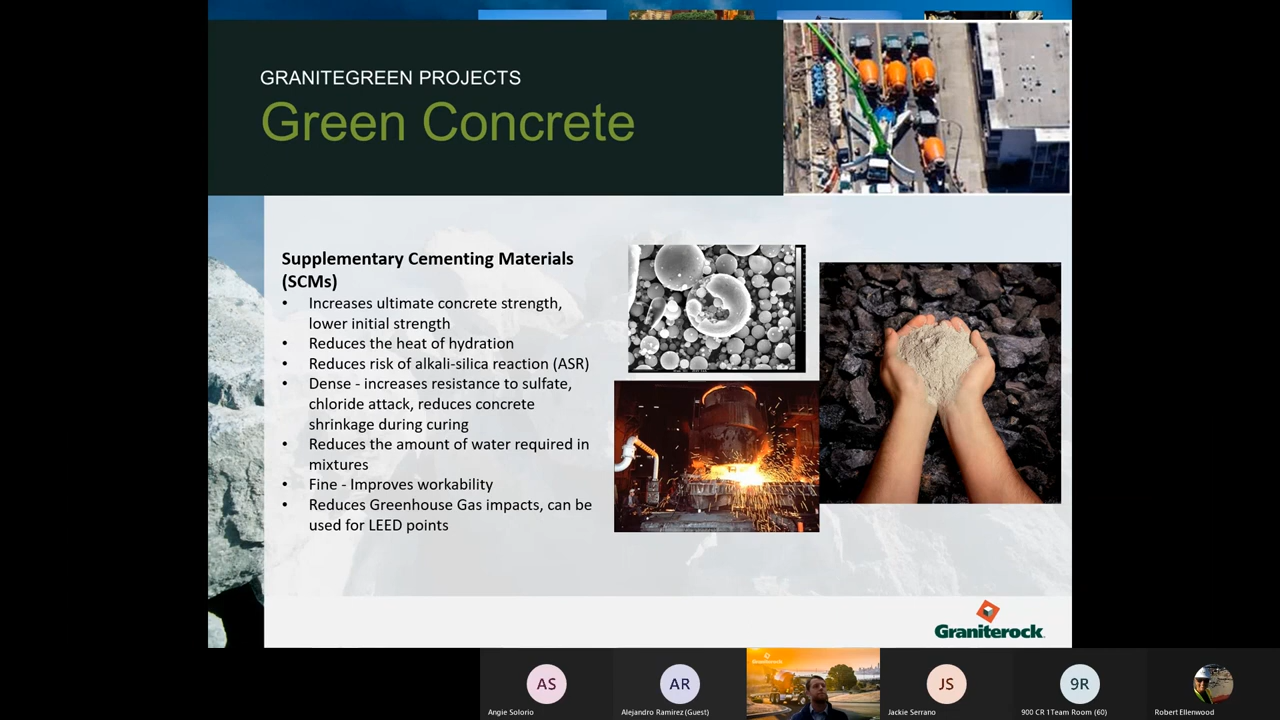 GRANITEGREEN PROJECTS
Green Concrete
Supplementary Cementing Materials
(SCMs)
• Increases ultimate concrete strength,
lower initial strength
• Reduces the heat of hydration
• Reduces risk of alkali-silica reaction (ASR)
• Dense - increases resistance to sulfate,
chloride attack, reduces concrete
shrinkage during curing
• Reduces the amount of water required in
mixtures
• Fine - Improves workability
• Reduces Greenhouse Gas impacts, can be
used for LEED points
Graniterock
Graniterock
AS
AR
JS
9R
Angie Solorio
Alejandro Ramirez (Guest)
Jackie Serrano
900 CR 1Team Room (60)
Robert Ellenwood